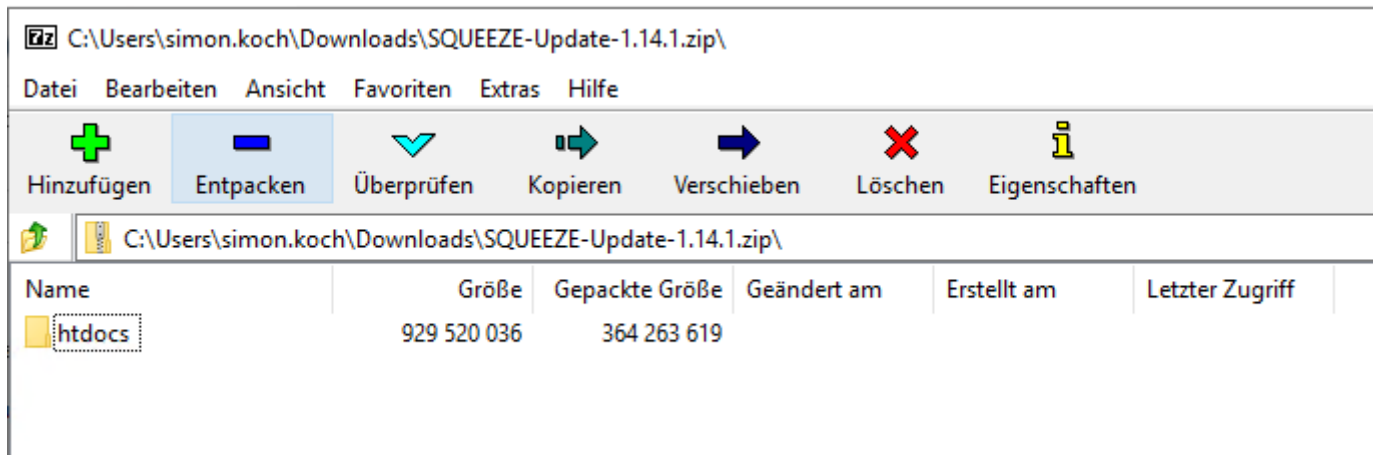 7z C:\Users\simon.koch\Downloads\SQUEEZE-Update-1.14.1.zip\
Datei Bearbeiten Ansicht Favoriten Extras Hilfe
Hinzufügen Entpacken Überprüfen Kopieren Verschieben Löschen Eigenschaften
C:\Users\simon.koch\Downloads\SQUEEZE-Update-1.14.1.zip\
Name Größe Gepackte Größe Geändert am Erstellt am Letzter Zugriff
htdocs 929 520 036 364 263 619